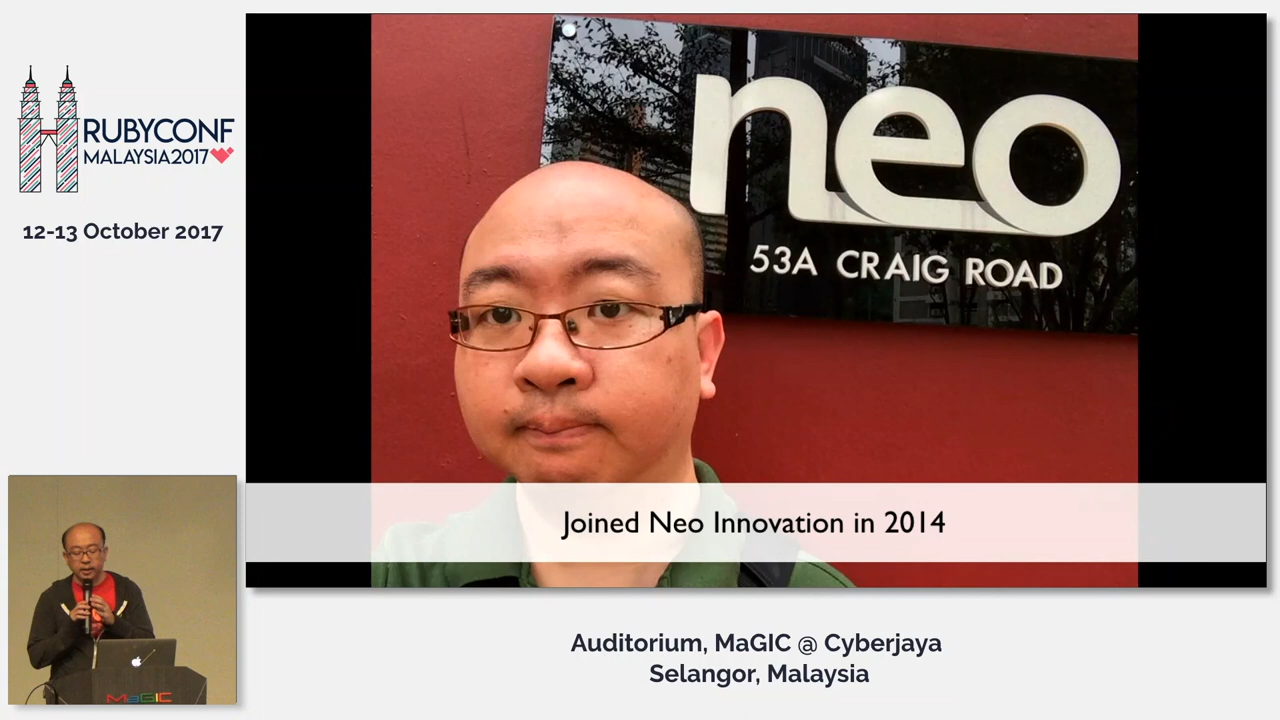 RUBYCONF
MALAYSIA2017
12-13 October 2017
neo
53A CRAIG ROAD
Joined Neo Innovation in 2014
MaGIC
Auditorium, MaGIC @ Cyberjaya
Selangor, Malaysia